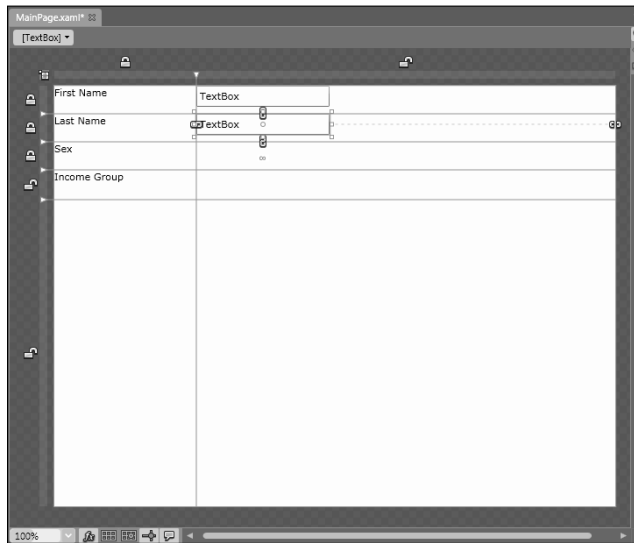 MainPage.xaml*
[TextBox]
First Name TextBox
Last Name TextBox
Sex
Income Group
100%